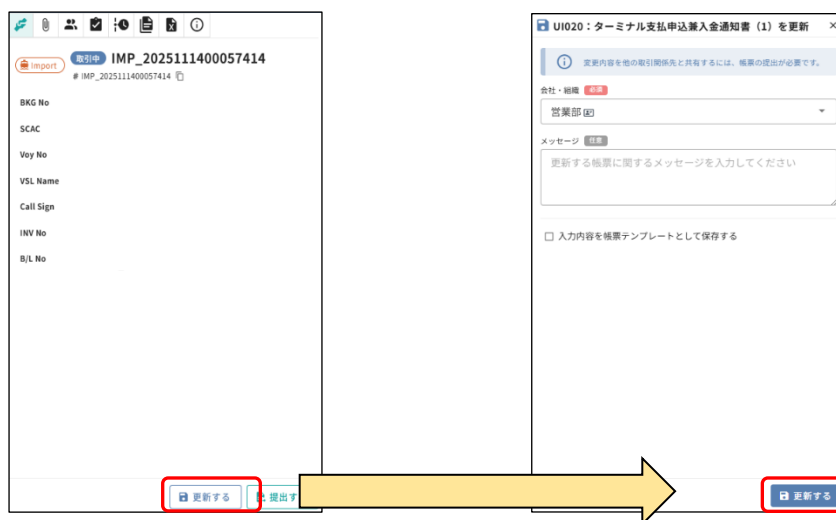 Import
取引中 IMP_2025111400057414
# IMP_2025111400057414
BKG No
SCAC
Voy No
VSL Name
Call Sign
INV No
B/L No
更新する
提出す
UI020：ターミナル支払申込兼入金通知書（1）を更新 ×
変更内容を他の取引関係先と共有するには、帳票の提出が必要です。
会社・組織 必須
営業部
メッセージ 任意
更新する帳票に関するメッセージを入力してください
入力内容を帳票テンプレートとして保存する
更新する